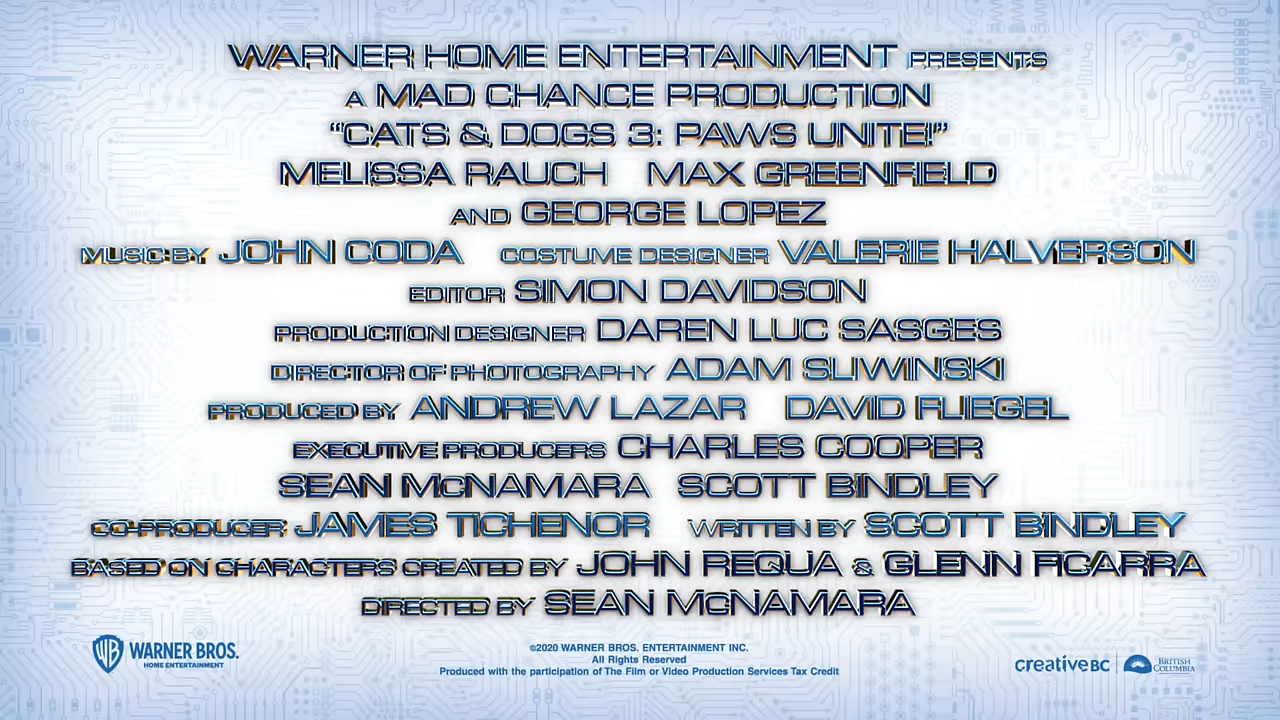 WARNER HOME ENTERTAINMENT PRESENTS
A MAD CHANCE PRODUCTION
“CATS & DOGS 3: PAWS UNITE!”
MELISSA RAUCH MAX GREENFIELD
AND GEORGE LOPEZ
MUSIC BY JOHN CODA COSTUME DESIGNER VALERIE HALVERSON
EDITOR SIMON DAVIDSON
PRODUCTION DESIGNER DAREN LUC SASGES
DIRECTOR OF PHOTOGRAPHY ADAM SLIWINSKI
PRODUCED BY ANDREW LAZAR DAVID FLIEGEL
EXECUTIVE PRODUCERS CHARLES COOPER
SEAN McNAMARA SCOTT BINDLEY
CO-PRODUCER JAMES TICHENOR WRITTEN BY SCOTT BINDLEY
BASED ON CHARACTERS CREATED BY JOHN REQUA & GLENN FICARRA
DIRECTED BY SEAN McNAMARA
WB WARNER BROS.
HOME ENTERTAINMENT
©2020 WARNER BROS. ENTERTAINMENT INC.
All Rights Reserved
Produced with the participation of The Film or Video Production Services Tax Credit
creativeBC
BRITISH
COLUMBIA